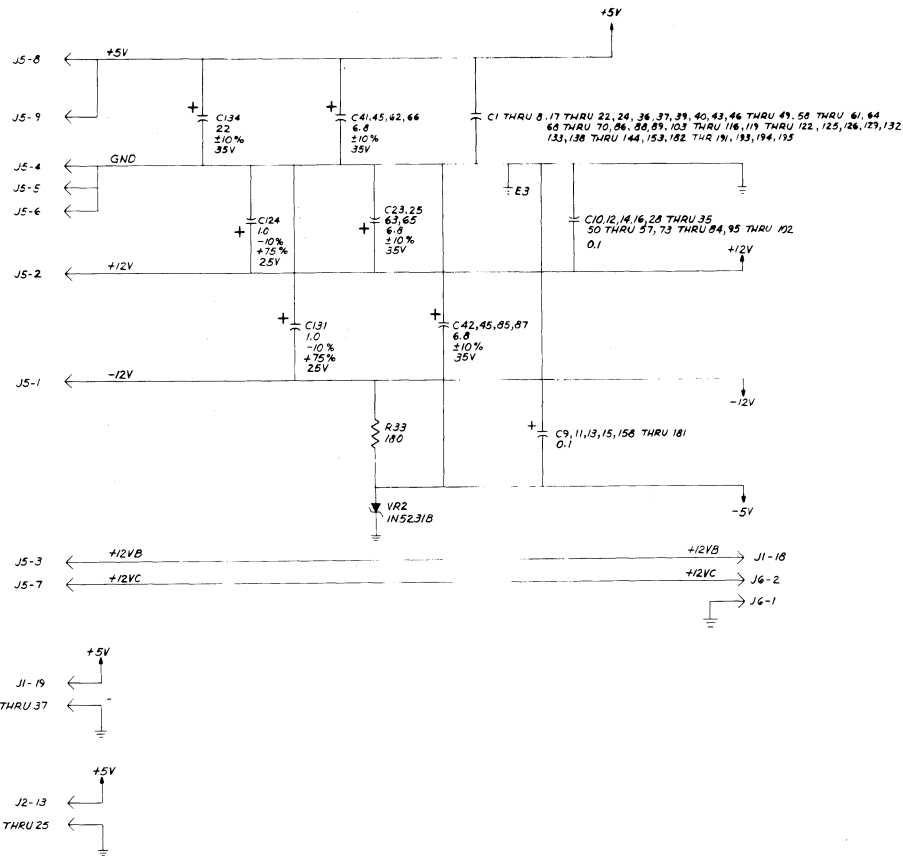 +5V
J5-8
+5V
J5-9
+
C134
22
±10%
35V
+
C41,45,62,66
6.8
±10%
35V
C1 THRU 8,17 THRU 22,24,36,37,39,40,43,46 THRU 49,58 THRU 61,64
68 THRU 70,86,88,89,103 THRU 116,119 THRU 122,125,126,129,132
133,138 THRU 144,153,182 THR 191,193,194,195
J5-4
GND
J5-5
J5-6
E3
C124
1.0
-10%
+75%
25V
+
C23,25
63,65
6.8
±10%
35V
+
C10,12,14,16,28 THRU 35
50 THRU 57,73 THRU 84,95 THRU 102
0.1
J5-2
+12V
+12V
+
C131
1.0
-10%
+75%
25V
+
C42,45,85,87
6.8
±10%
35V
J5-1
-12V
-12V
R33
180
+
C9,11,13,15,158 THRU 181
0.1
-5V
VR2
IN5231B
J5-3
+12VB
+12VB
J1-18
J5-7
+12VC
+12VC
J6-2
J6-1
+5V
J1-19
THRU 37
+5V
J2-13
THRU 25